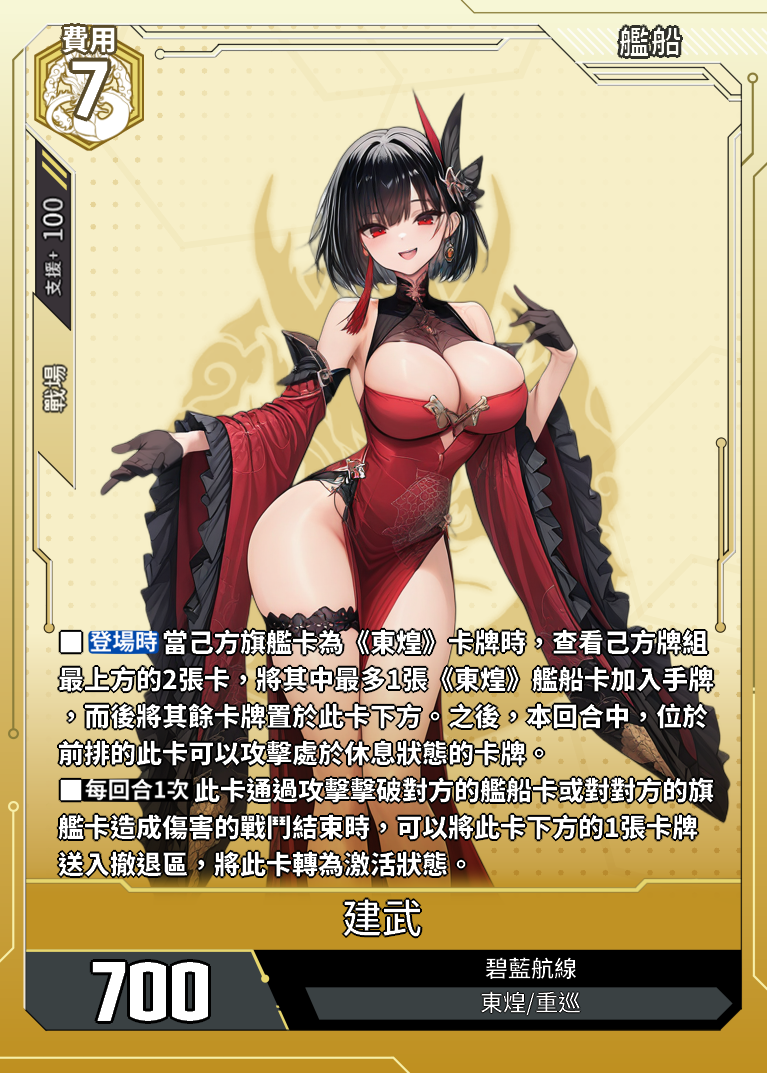 費用
7
艦船
支援+ 100
戰場
■ 登場時 當己方旗艦卡為《東煌》卡牌時，查看己方牌組
最上方的2張卡，將其中最多1張《東煌》艦船卡加入手牌
，而後將其餘卡牌置於此卡下方。之後，本回合中，位於
前排的此卡可以攻擊處於休息狀態的卡牌。
■每回合1次 此卡通過攻擊擊破對方的艦船卡或對對方的旗
艦卡造成傷害的戰鬥結束時，可以將此卡下方的1張卡牌
送入撤退區，將此卡轉為激活狀態。
建武
700
碧藍航線
東煌/重巡